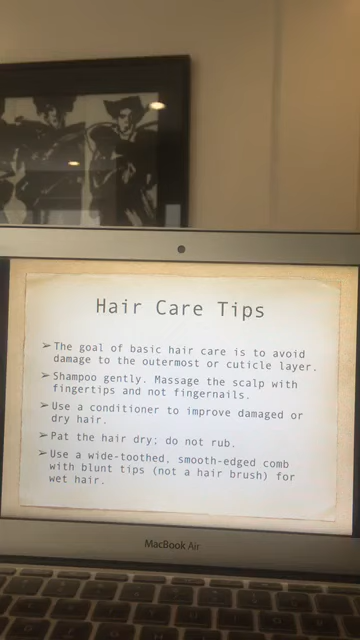 Hair Care Tips
➢The goal of basic hair care is to avoid
damage to the outermost or cuticle layer.
➢Shampoo gently. Massage the scalp with
fingertips and not fingernails.
➢Use a conditioner to improve damaged or
dry hair.
➢Pat the hair dry; do not rub.
➢Use a wide-toothed, smooth-edged comb
with blunt tips (not a hair brush) for
wet hair.
MacBook Air